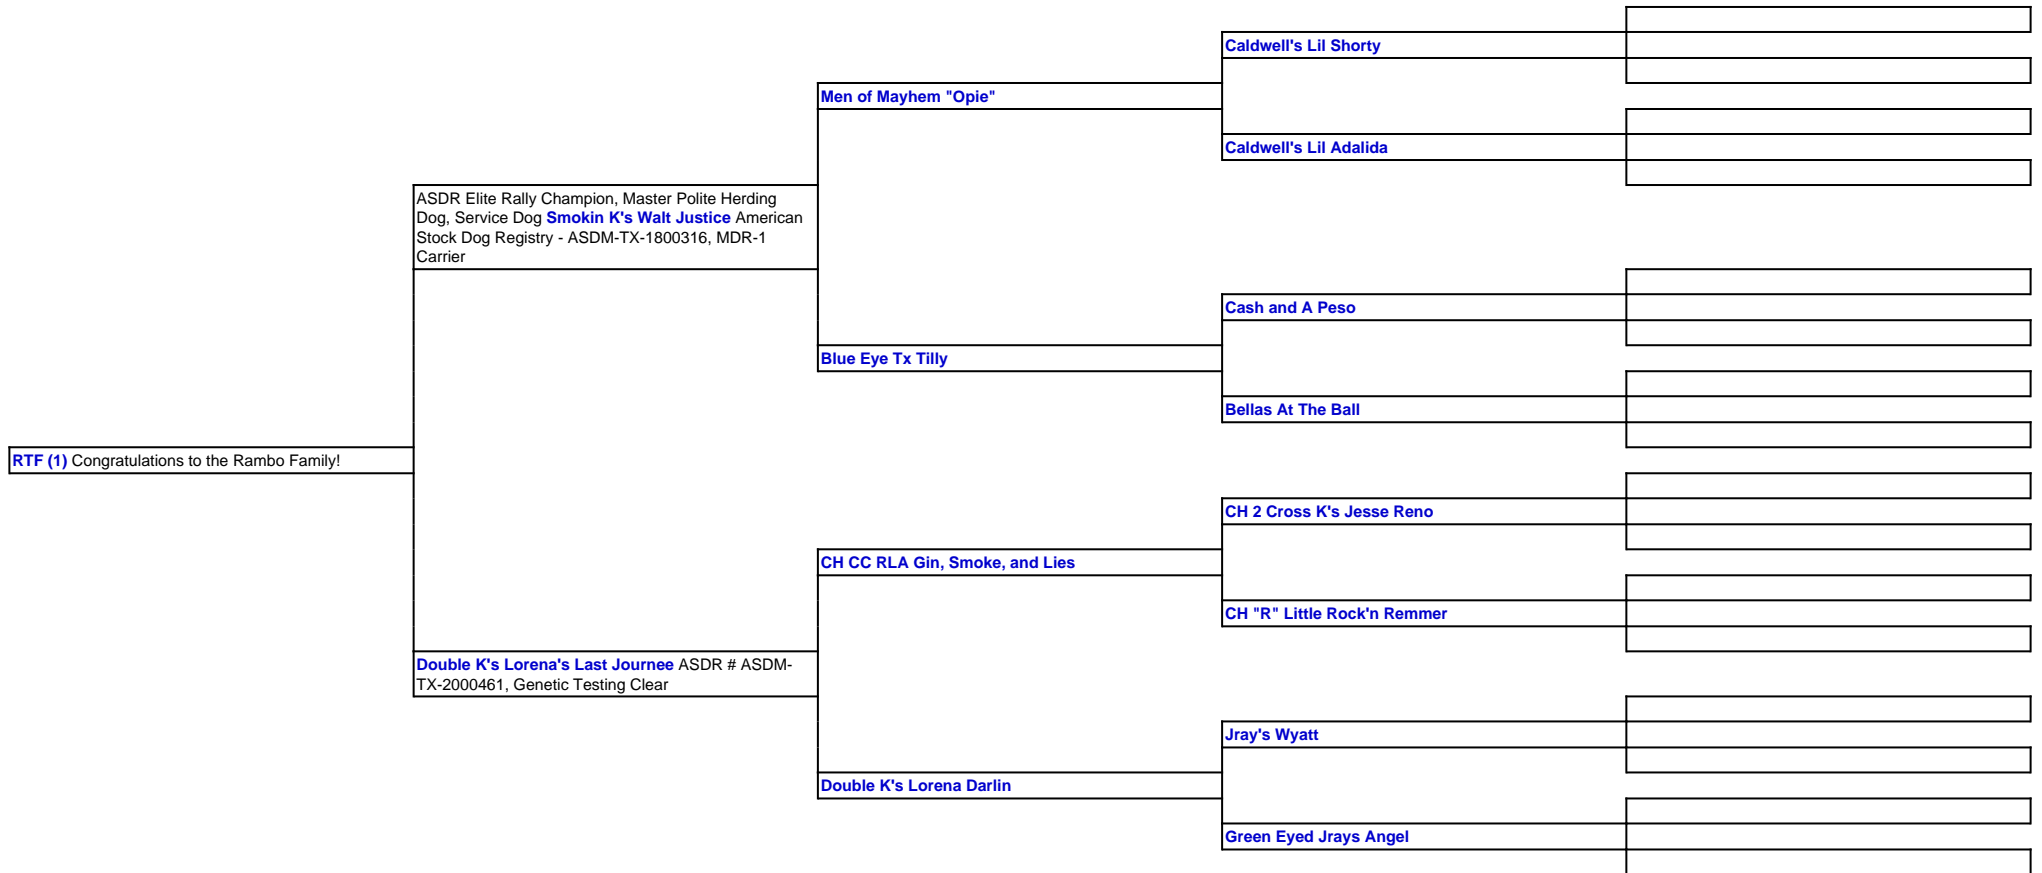 Caldwell's Lil Shorty
Men of Mayhem "Opie"
Caldwell's Lil Adalida
ASDR Elite Rally Champion, Master Polite Herding
Dog, Service Dog Smokin K's Walt Justice American
Stock Dog Registry - ASDM-TX-1800316, MDR-1
Carrier
Cash and A Peso
Blue Eye Tx Tilly
Bellas At The Ball
RTF (1) Congratulations to the Rambo Family!
CH 2 Cross K's Jesse Reno
CH CC RLA Gin, Smoke, and Lies
CH "R" Little Rock'n Remmer
Double K's Lorena's Last Journee ASDR # ASDM-
TX-2000461, Genetic Testing Clear
Jray's Wyatt
Double K's Lorena Darlin
Green Eyed Jrays Angel